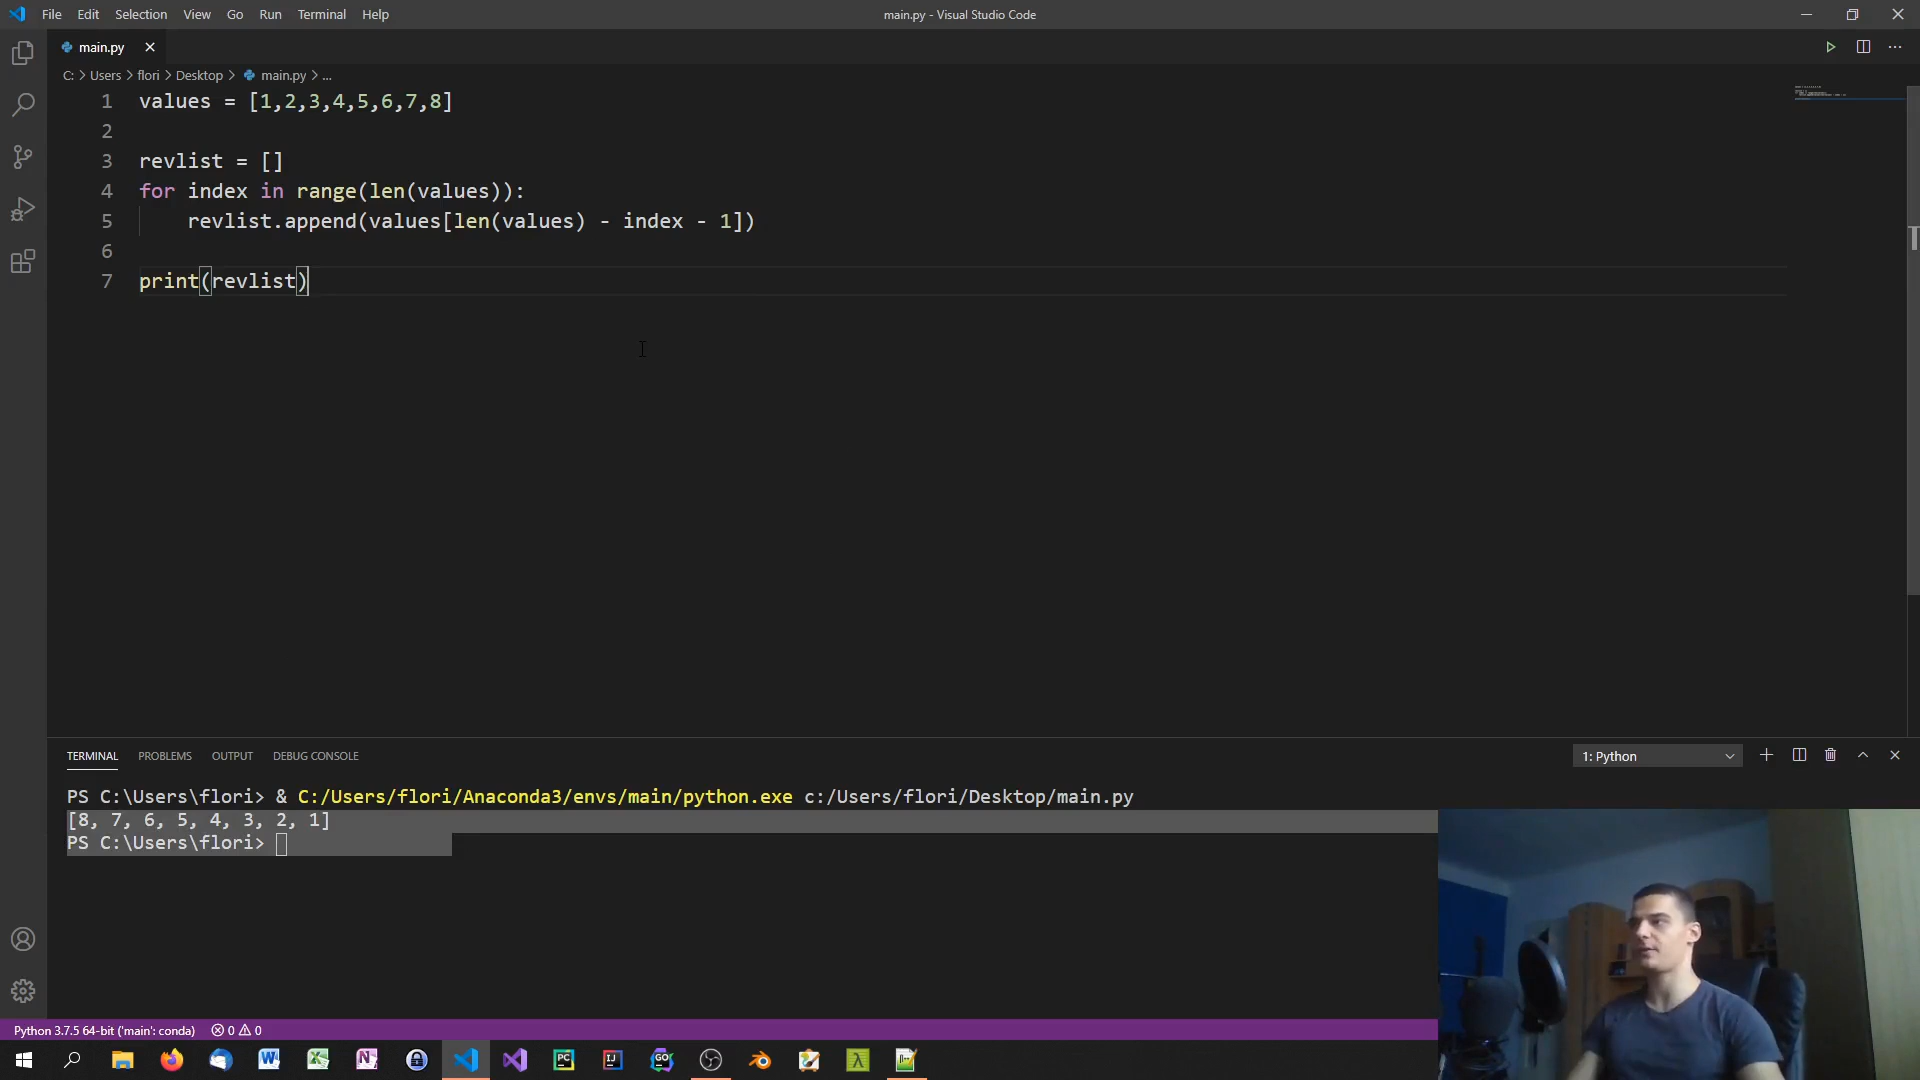 File Edit Selection View Go Run Terminal Help
main.py - Visual Studio Code
main.py
C: > Users > flori > Desktop > main.py > ...
1 values = [1,2,3,4,5,6,7,8]
2
3 revlist = []
4 for index in range(len(values)):
5 revlist.append(values[len(values) - index - 1])
6
7 print(revlist)
TERMINAL PROBLEMS OUTPUT DEBUG CONSOLE
1: Python
PS C:\Users\flori> & C:/Users/flori/Anaconda3/envs/main/python.exe c:/Users/flori/Desktop/main.py
[8, 7, 6, 5, 4, 3, 2, 1]
PS C:\Users\flori>
Python 3.7.5 64-bit ('main': conda) 0 0
W X N PC IJ GO λ